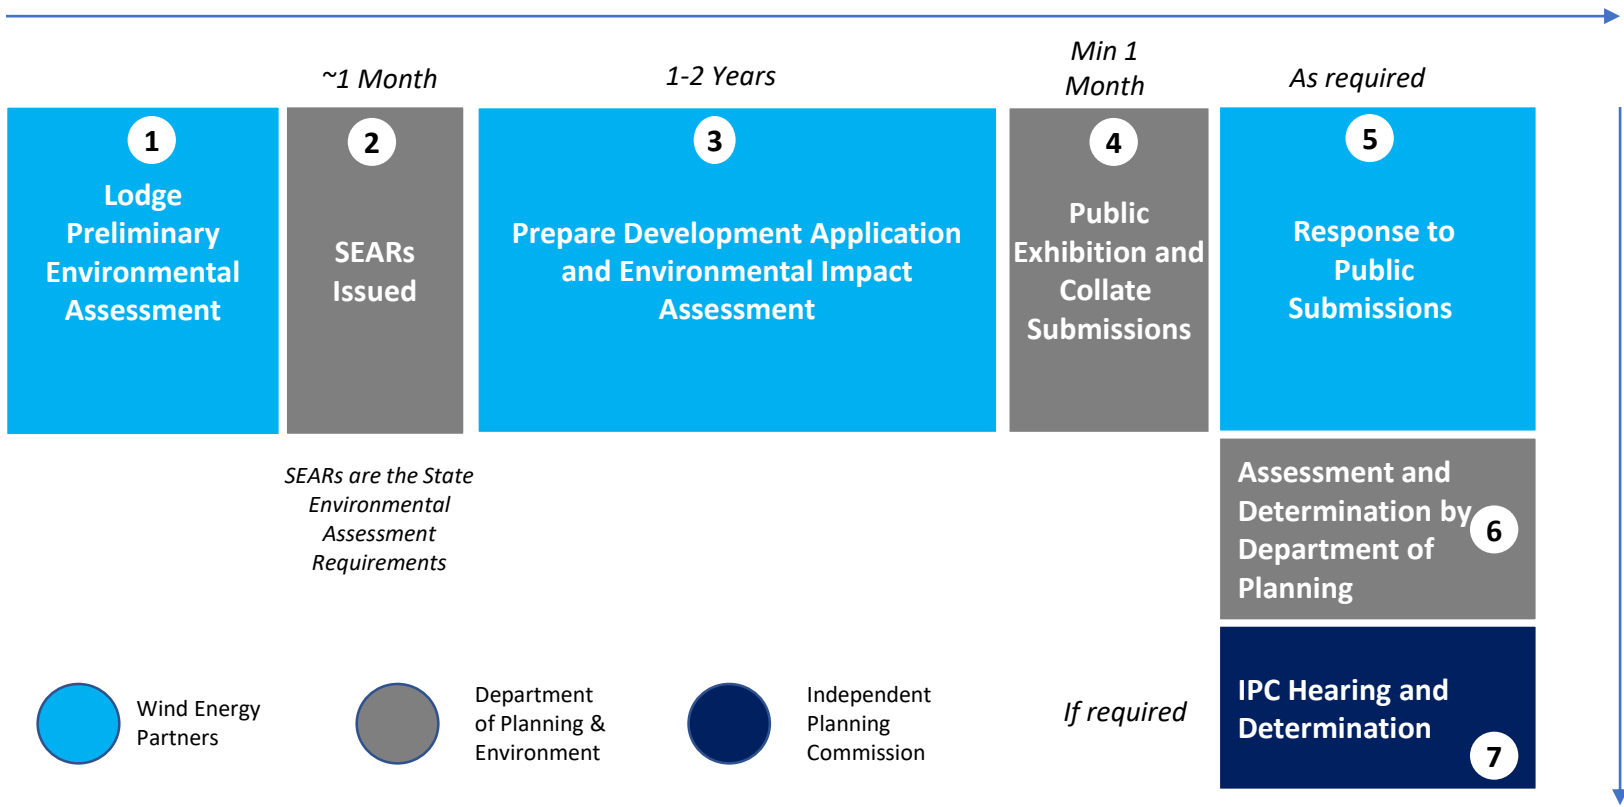 ~1 Month
1-2 Years
Min 1
Month
As required
1
Lodge
Preliminary
Environmental
Assessment
2
SEARs
Issued
3
Prepare Development Application
and Environmental Impact
Assessment
4
Public
Exhibition and
Collate
Submissions
5
Response to
Public
Submissions
SEARs are the State
Environmental
Assessment
Requirements
Assessment and
Determination by
Department of
Planning
6
If required
IPC Hearing and
Determination
7
Wind Energy
Partners
Department
of Planning &
Environment
Independent
Planning
Commission